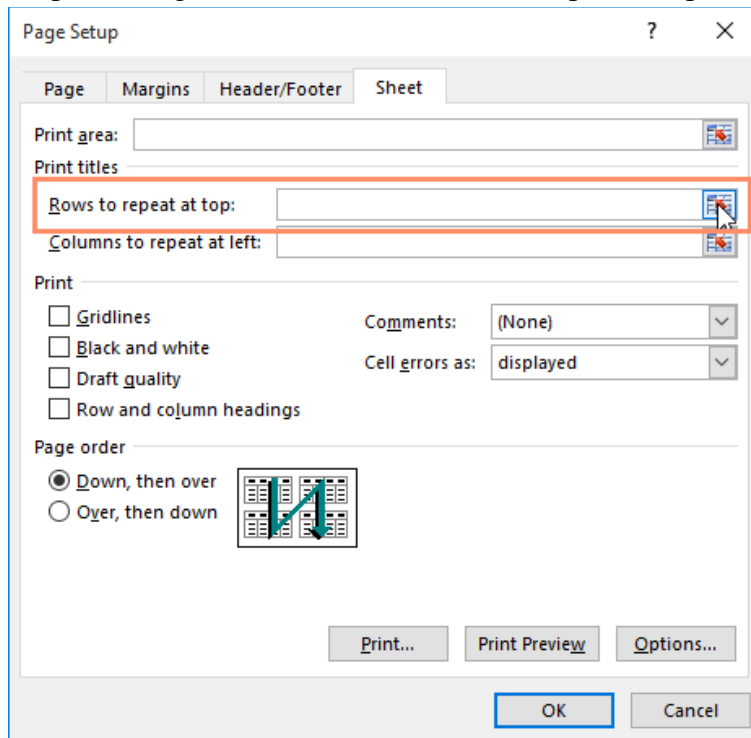 Page Setup ?
Page Margins Header/Footer Sheet
Print area:
Print titles
Rows to repeat at top:
Columns to repeat at left:
Print
Gridlines
Black and white
Draft quality
Row and column headings
Comments: (None)
Cell errors as: displayed
Page order
Down, then over
Over, then down
Print... Print Preview Options...
OK Cancel